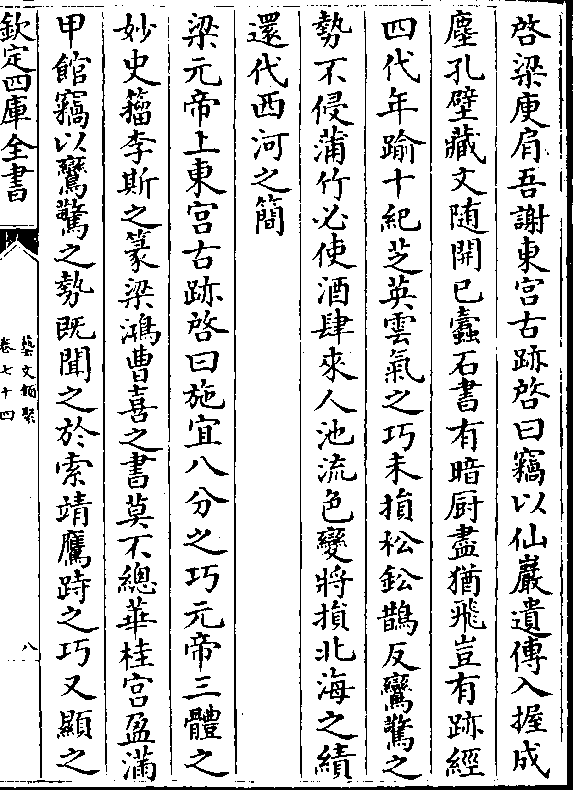 啓梁庾肩吾謝東宫古跡啓曰竊以仙巖遺傳入握成
塵孔壁藏文随開已蠧石書有暗厨畫猶飛豈有跡經
四代年踰十紀芝英雲氣之巧未損松鈆鵲反鸞驚之
勢不侵蒲竹必使酒肆來人池流色變將損北海之績
還代西河之簡
梁元帝上東宫古跡啓曰施宜八分之巧元帝三體之
妙史籀李斯之篆梁鴻曹喜之書莫不總華桂宫盈滿
甲館竊以鸞驚之勢既聞之於索靖鷹跱之巧又顯之
欽定四庫全書
藝文類聚
卷七十四
八